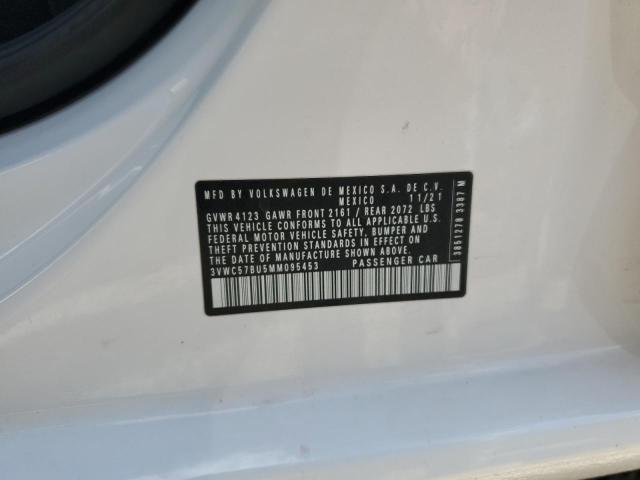 MFD BY VOLKSWAGEN DE MEXICO S.A. DE C.V.
MEXICO 11/21
GVWR 4123 GAWR FRONT 2161 / REAR 2072 LBS
THIS VEHICLE CONFORMS TO ALL APPLICABLE U.S.
FEDERAL MOTOR VEHICLE SAFETY, BUMPER AND
THEFT PREVENTION STANDARDS IN EFFECT ON
THE DATE OF MANUFACTURE SHOWN ABOVE.
3VWC57BU5MM095453 PASSENGER CAR
3851278 3387 M